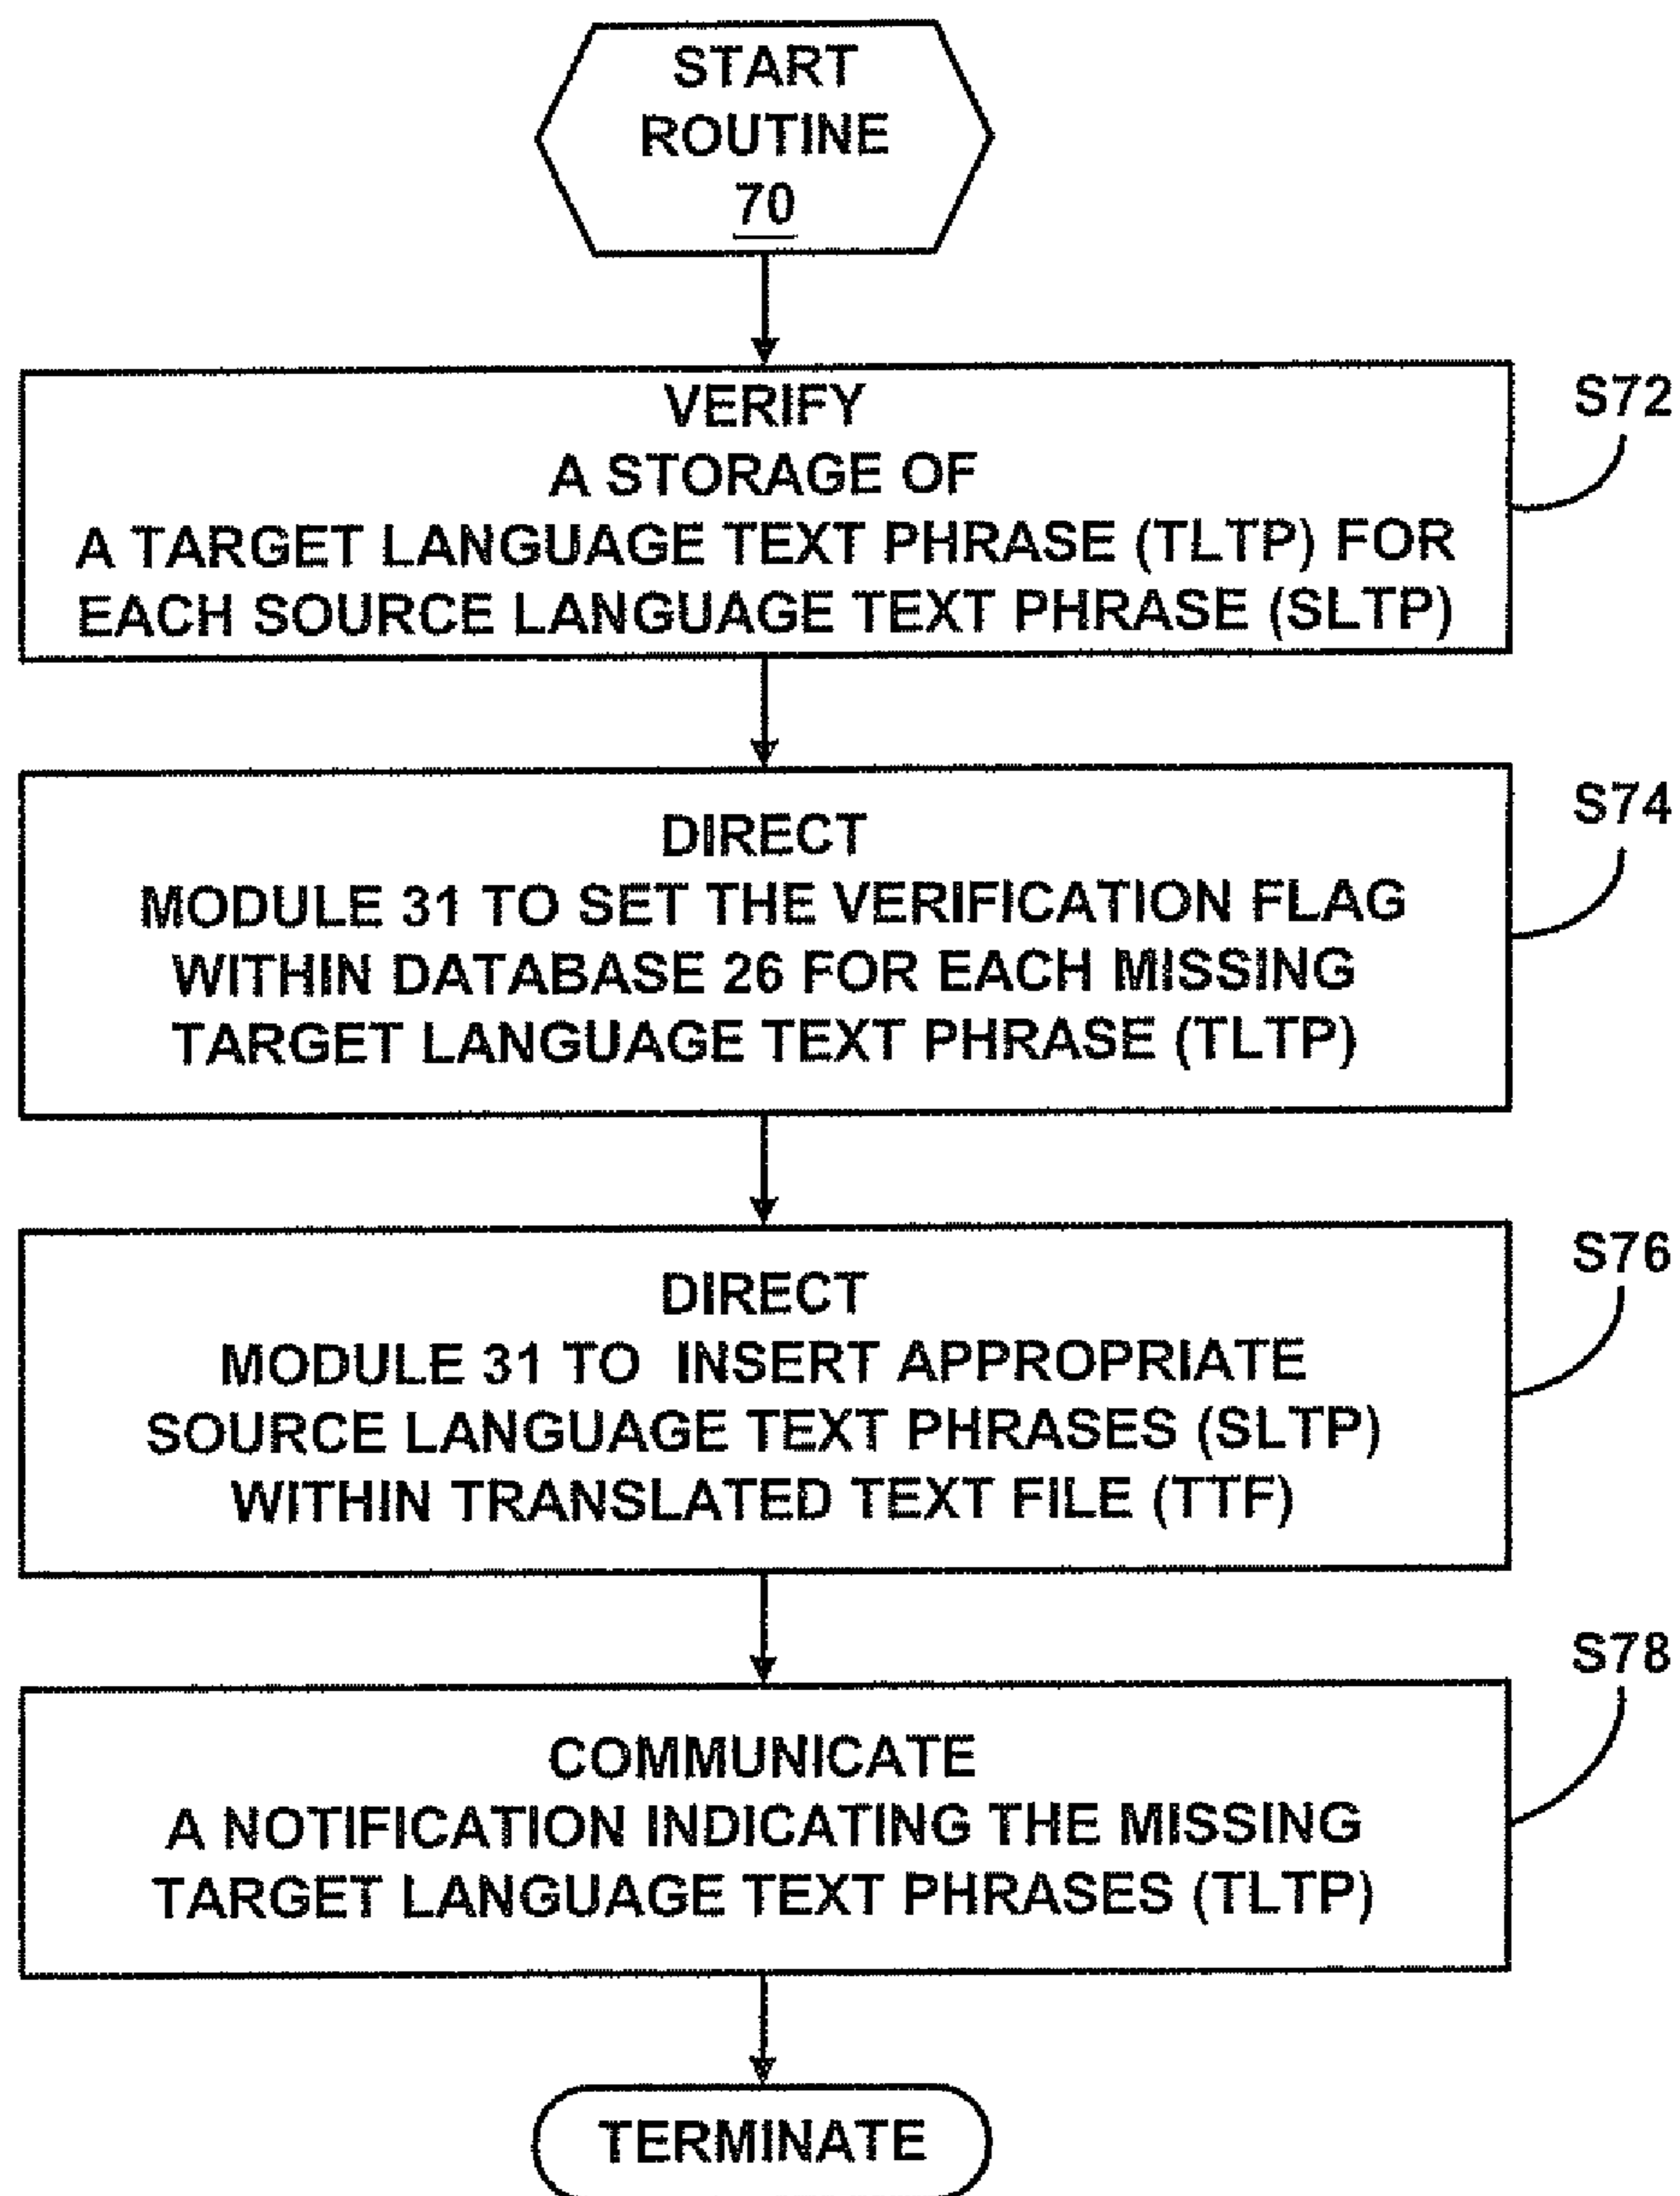 START
ROUTINE
70
VERIFY
A STORAGE OF
A TARGET LANGUAGE TEXT PHRASE (TLTP) FOR
EACH SOURCE LANGUAGE TEXT PHRASE (SLTP)
S72
DIRECT
MODULE 31 TO SET THE VERIFICATION FLAG
WITHIN DATABASE 26 FOR EACH MISSING
TARGET LANGUAGE TEXT PHRASE (TLTP)
S74
DIRECT
MODULE 31 TO INSERT APPROPRIATE
SOURCE LANGUAGE TEXT PHRASES (SLTP)
WITHIN TRANSLATED TEXT FILE (TTF)
S76
COMMUNICATE
A NOTIFICATION INDICATING THE MISSING
TARGET LANGUAGE TEXT PHRASES (TLTP)
S78
TERMINATE